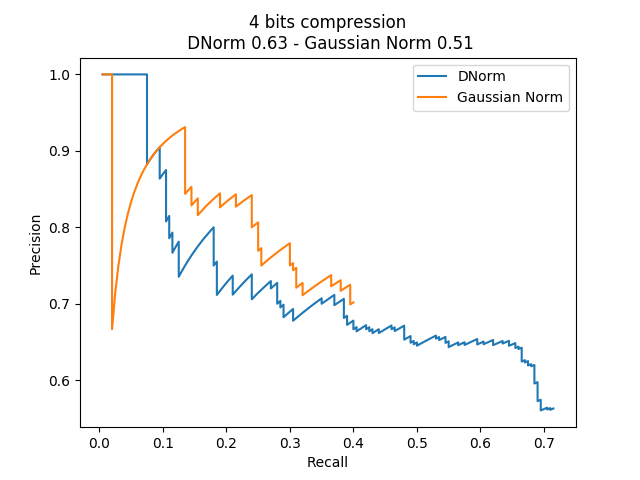 4 bits compression
DNorm 0.63 - Gaussian Norm 0.51
DNorm
Gaussian Norm
Precision
1.0
0.9
0.8
0.7
0.6
0.0 0.1 0.2 0.3 0.4 0.5 0.6 0.7
Recall